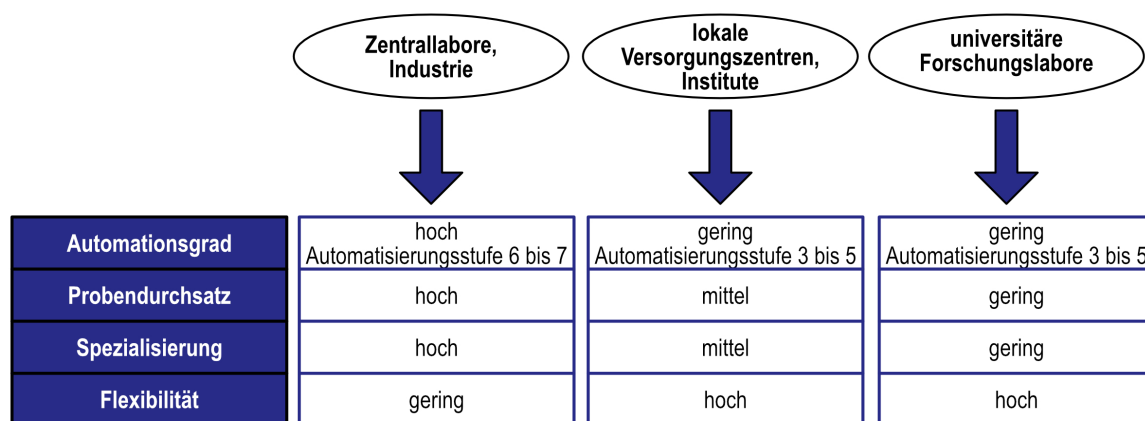 Zentrallabore,
Industrie
lokale
Versorgungszentren,
Institute
universitäre
Forschungslabore
Automationsgrad
hoch
Automatisierungsstufe 6 bis 7
gering
Automatisierungsstufe 3 bis 5
gering
Automatisierungsstufe 3 bis 5
Probendurchsatz
hoch
mittel
gering
Spezialisierung
hoch
mittel
gering
Flexibilität
gering
hoch
hoch